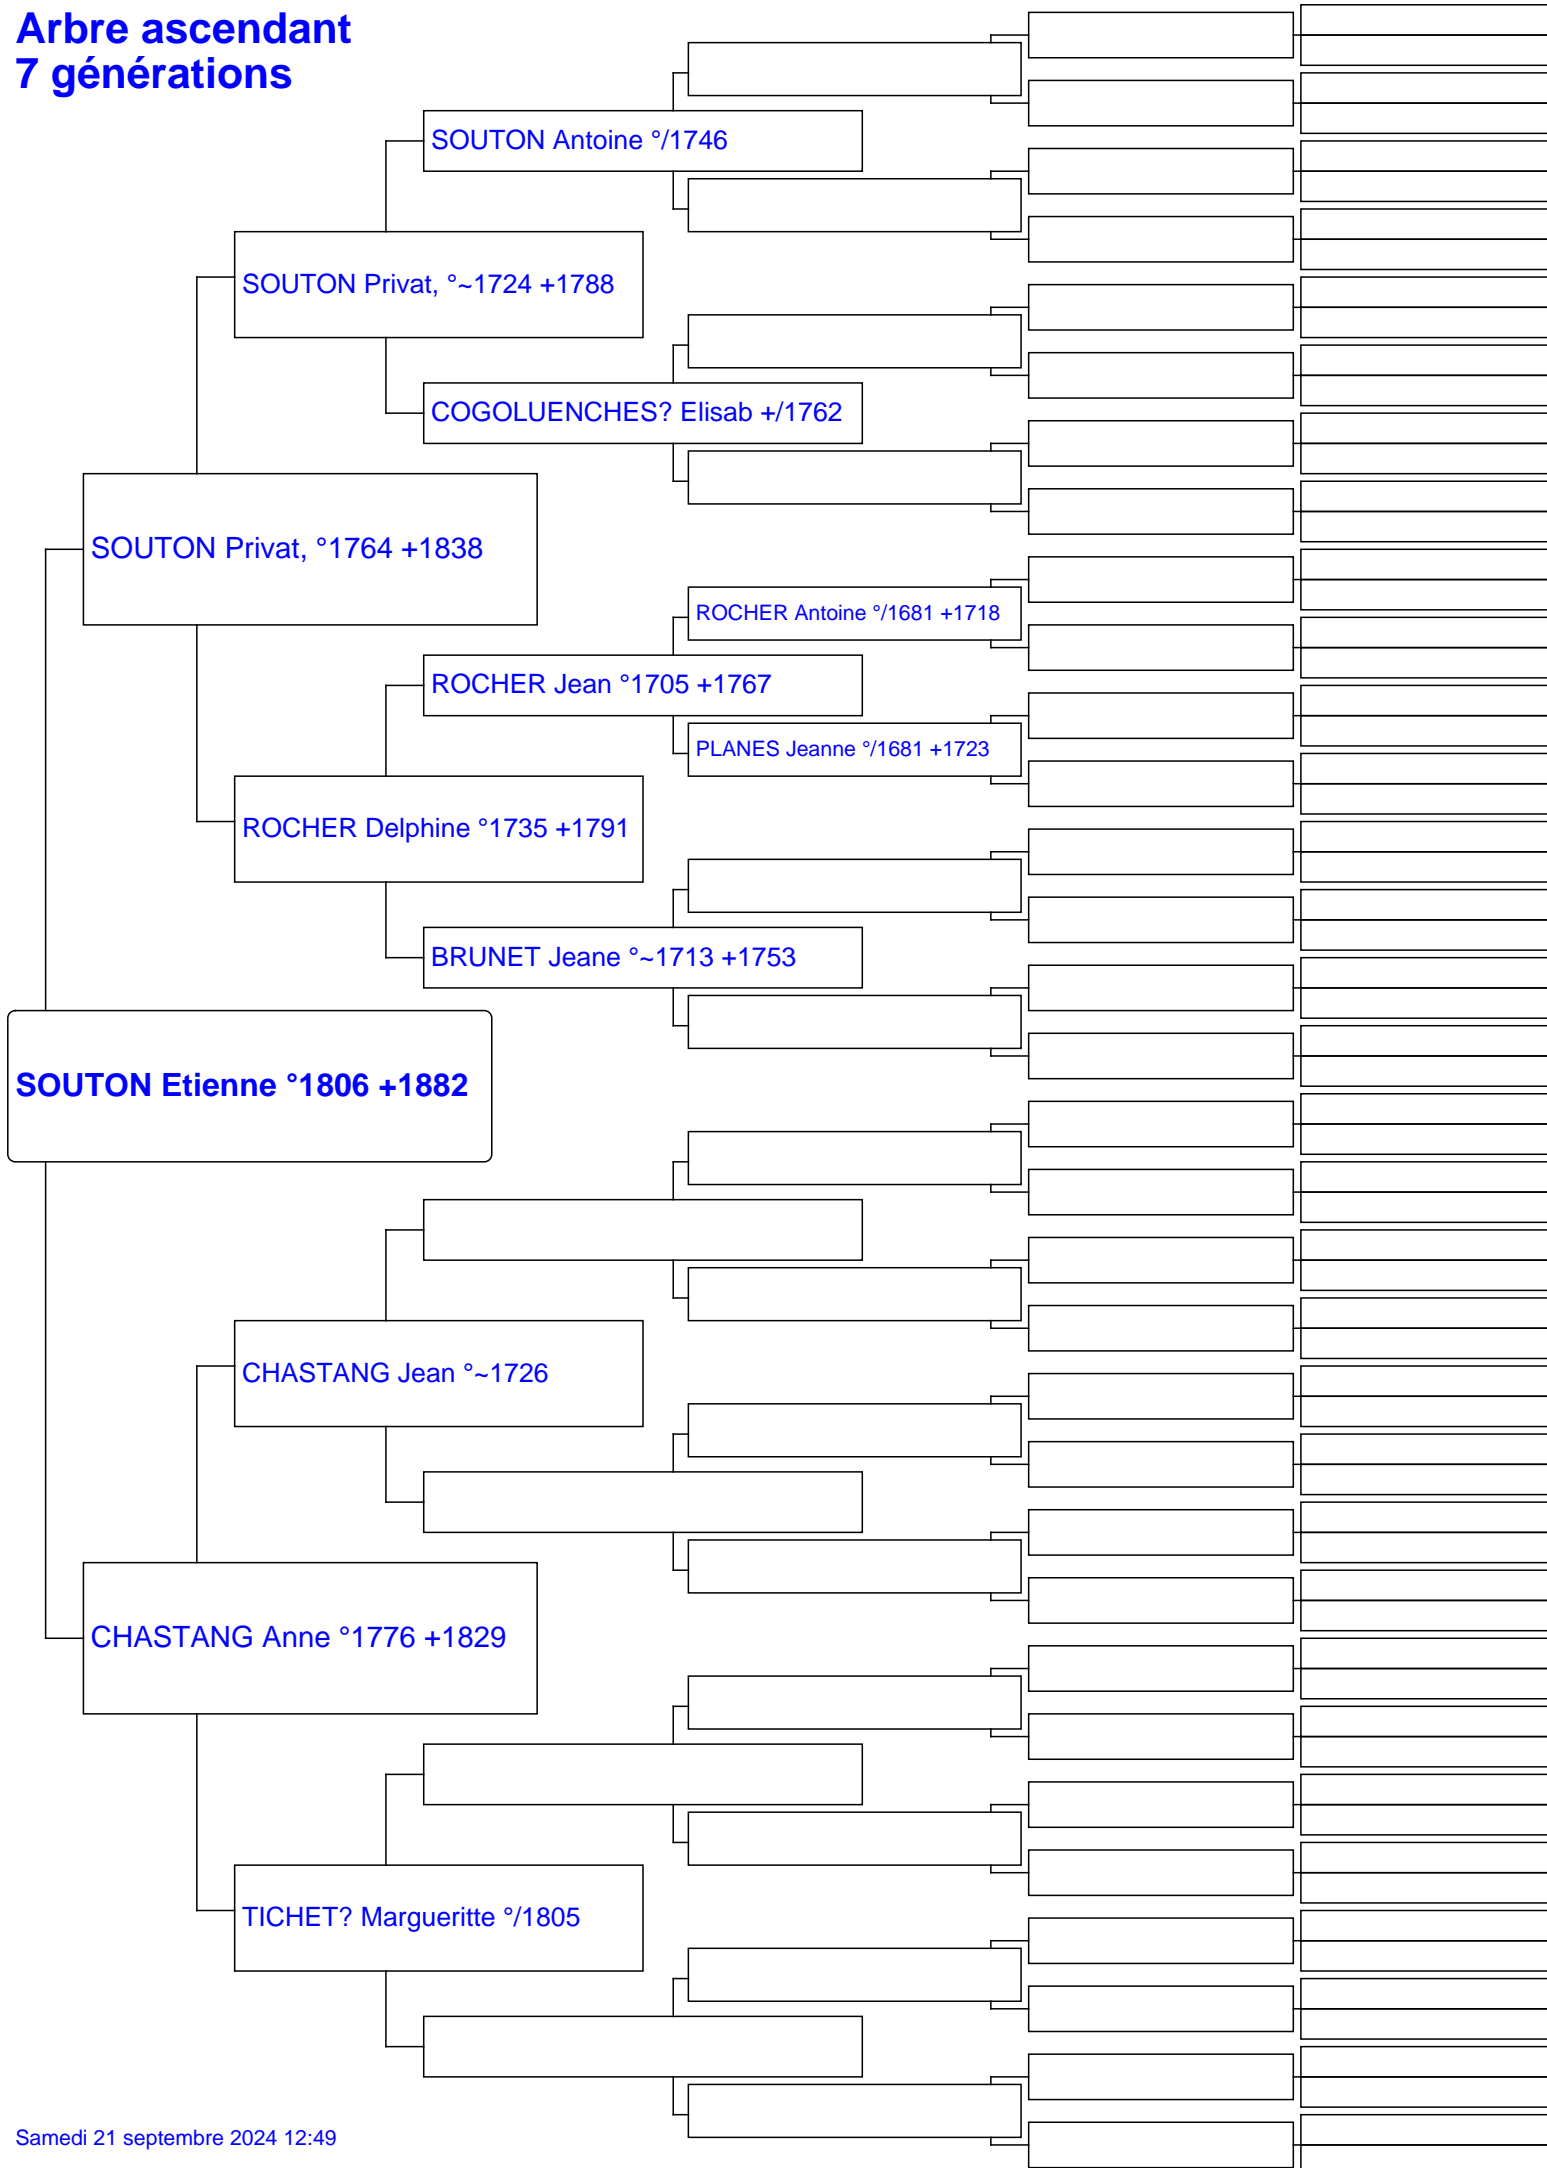 Arbre ascendant
7 générations
SOUTON Antoine °/1746
SOUTON Privat, °~1724 +1788
COGOLUENCHES? Elisab +/1762
SOUTON Privat, °1764 +1838
ROCHER Antoine °/1681 +1718
ROCHER Jean °1705 +1767
PLANES Jeanne °/1681 +1723
ROCHER Delphine °1735 +1791
BRUNET Jeane °~1713 +1753
SOUTON Etienne °1806 +1882
CHASTANG Jean °~1726
CHASTANG Anne °1776 +1829
TICHET? Margueritte °/1805
Samedi 21 septembre 2024 12:49